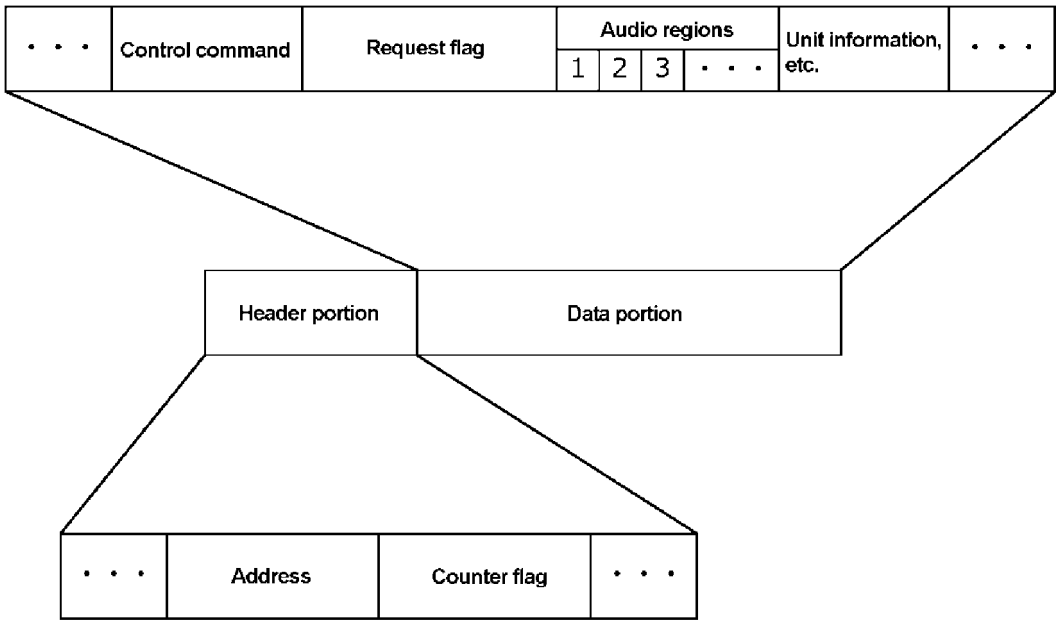 · · · Control command Request flag Audio regions Unit information, · · ·
etc.
1 2 3 · · ·
Header portion Data portion
· · · Address Counter flag · · ·